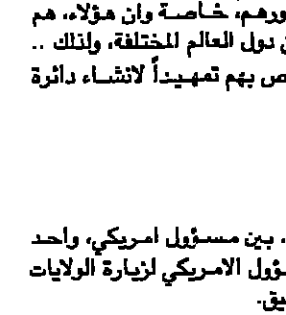 ورهم، خاصة وان هؤلاء، هم
دول العالم المختلفة، ولذلك ..
ص بهم تمهيداً لانشاء دائرة
. بين مسؤول امريكي، واحد
ؤول الامريكي لزيارة الولايات
يق.